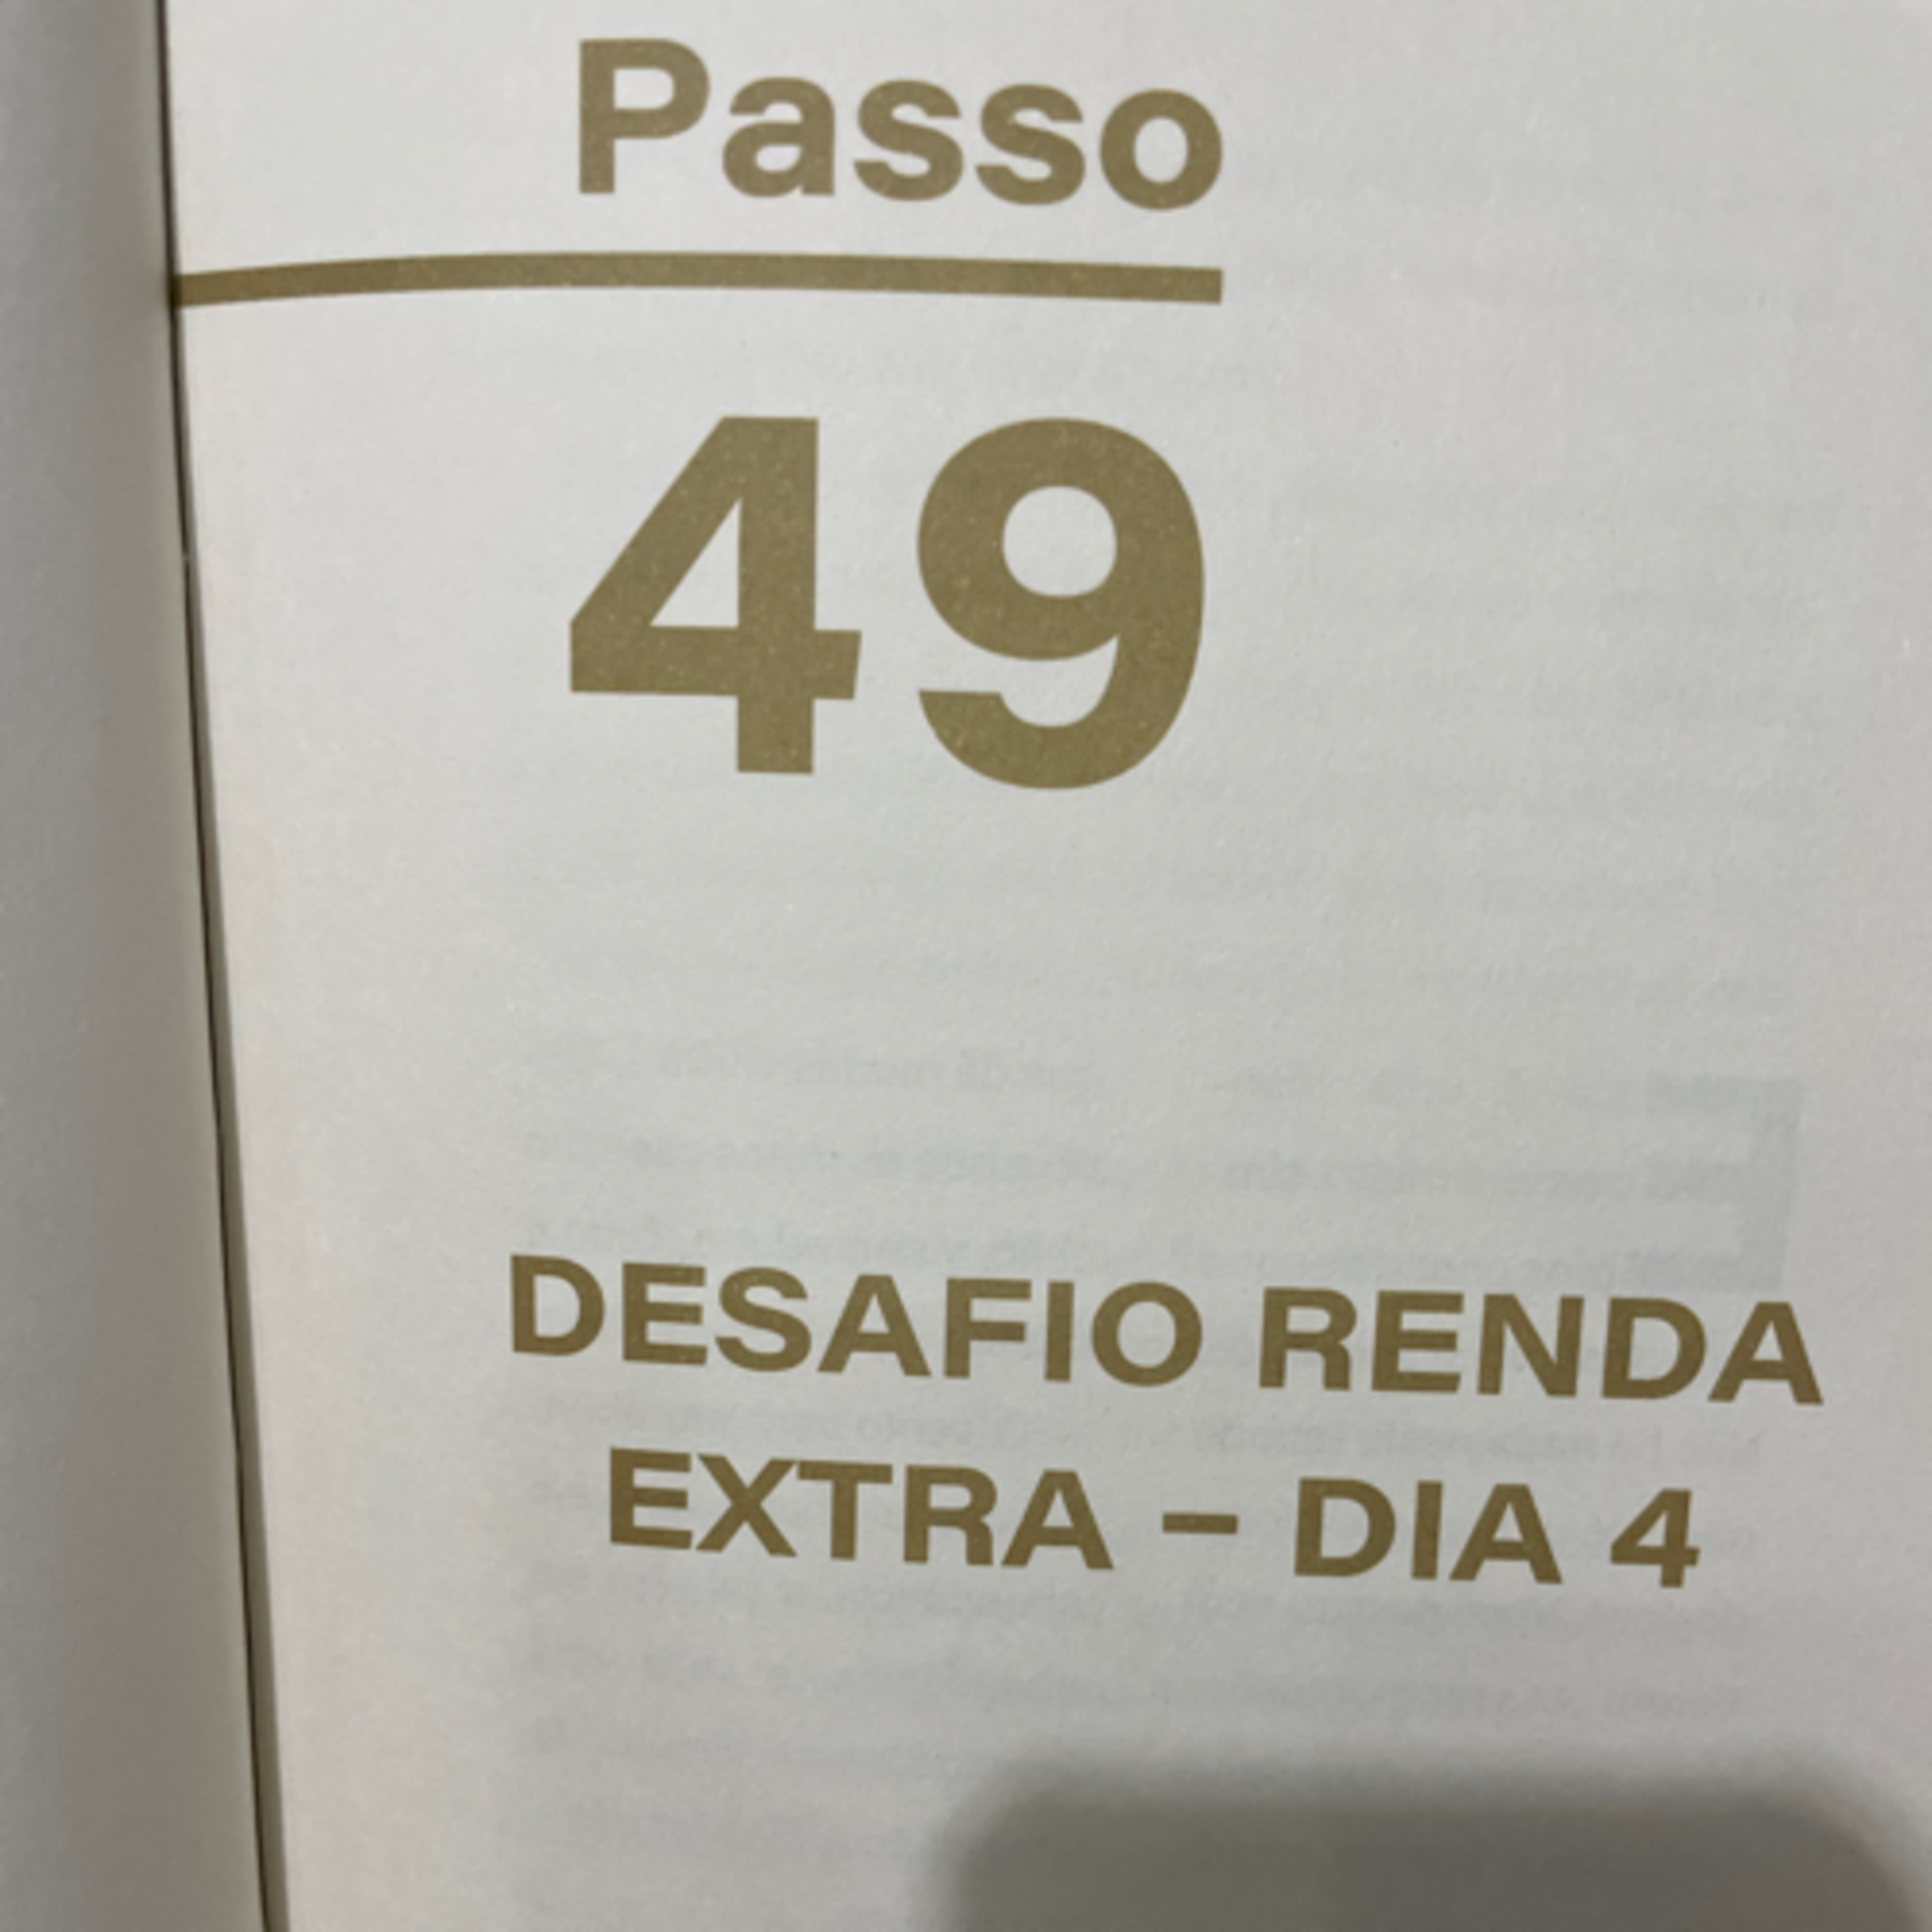 Passo
49
DESAFIO RENDA
EXTRA – DIA 4